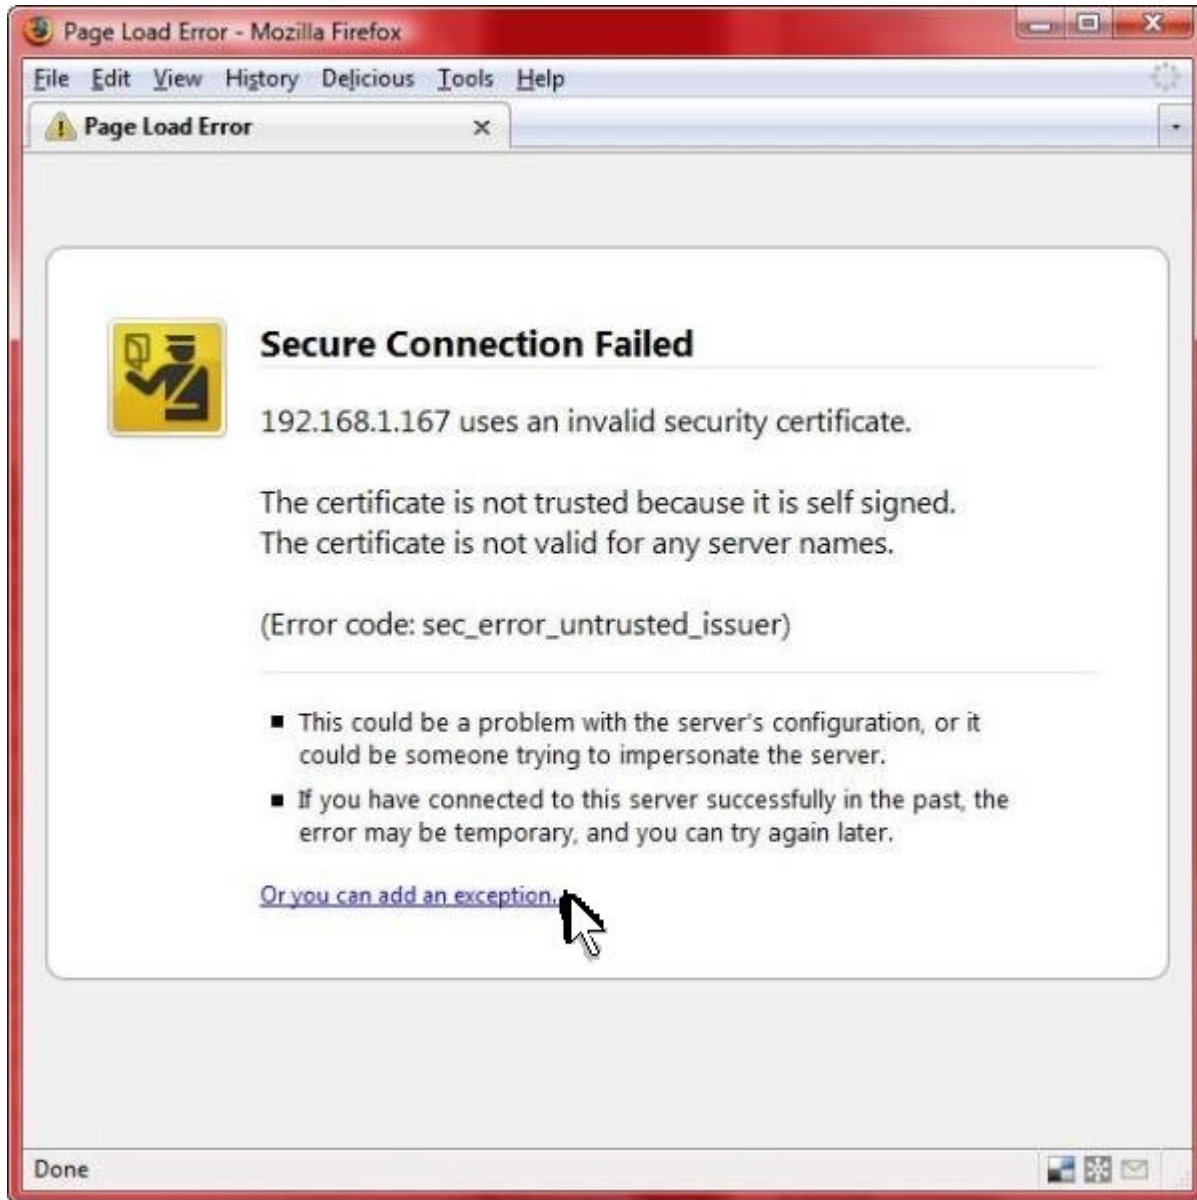 Page Load Error - Mozilla Firefox
File Edit View History Delicious Tools Help
Page Load Error
Secure Connection Failed
192.168.1.167 uses an invalid security certificate.
The certificate is not trusted because it is self signed.
The certificate is not valid for any server names.
(Error code: sec_error_untrusted_issuer)
This could be a problem with the server's configuration, or it
could be someone trying to impersonate the server.
If you have connected to this server successfully in the past, the
error may be temporary, and you can try again later.
Or you can add an exception.
Done